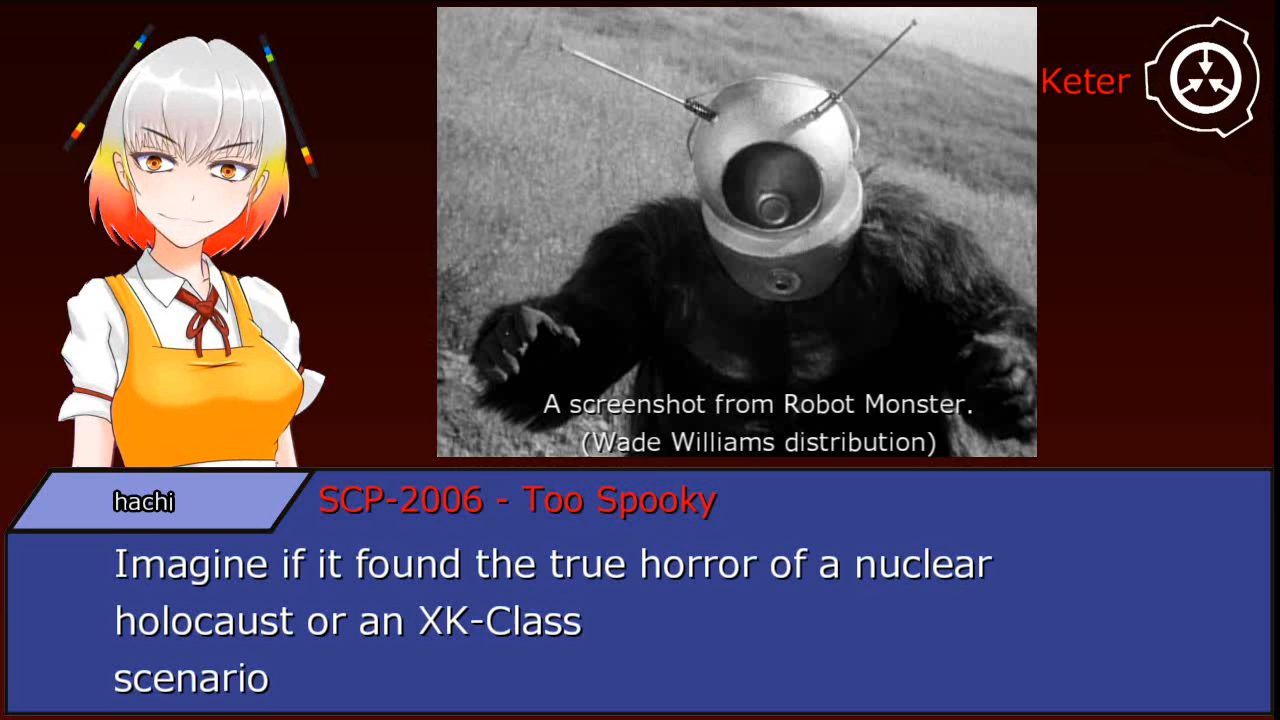 Keter
A screenshot from Robot Monster.
(Wade Williams distribution)
hachi
SCP-2006 - Too Spooky
Imagine if it found the true horror of a nuclear
holocaust or an XK-Class
scenario